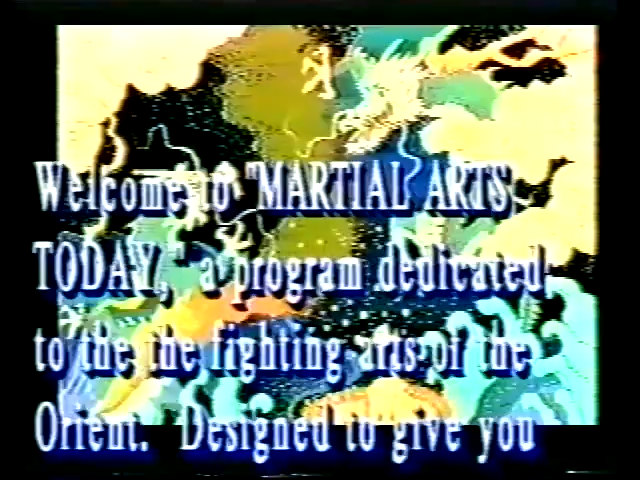 Welcome to "MARTIAL ARTS
TODAY," a program dedicated
to the the fighting arts of the
Orient. Designed to give you